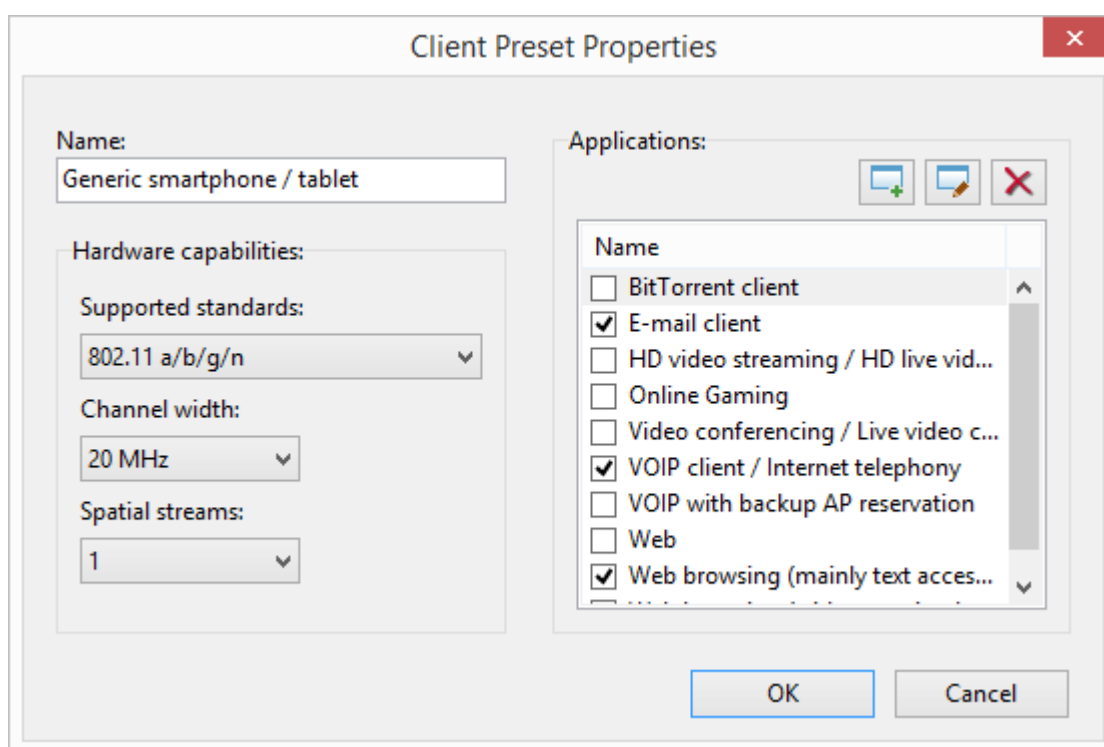 Client Preset Properties
Name:
Generic smartphone / tablet
Hardware capabilities:
Supported standards:
802.11 a/b/g/n
Channel width:
20 MHz
Spatial streams:
1
Applications:
Name
BitTorrent client
E-mail client
HD video streaming / HD live vid...
Online Gaming
Video conferencing / Live video c...
VOIP client / Internet telephony
VOIP with backup AP reservation
Web
Web browsing (mainly text acces...
OK
Cancel